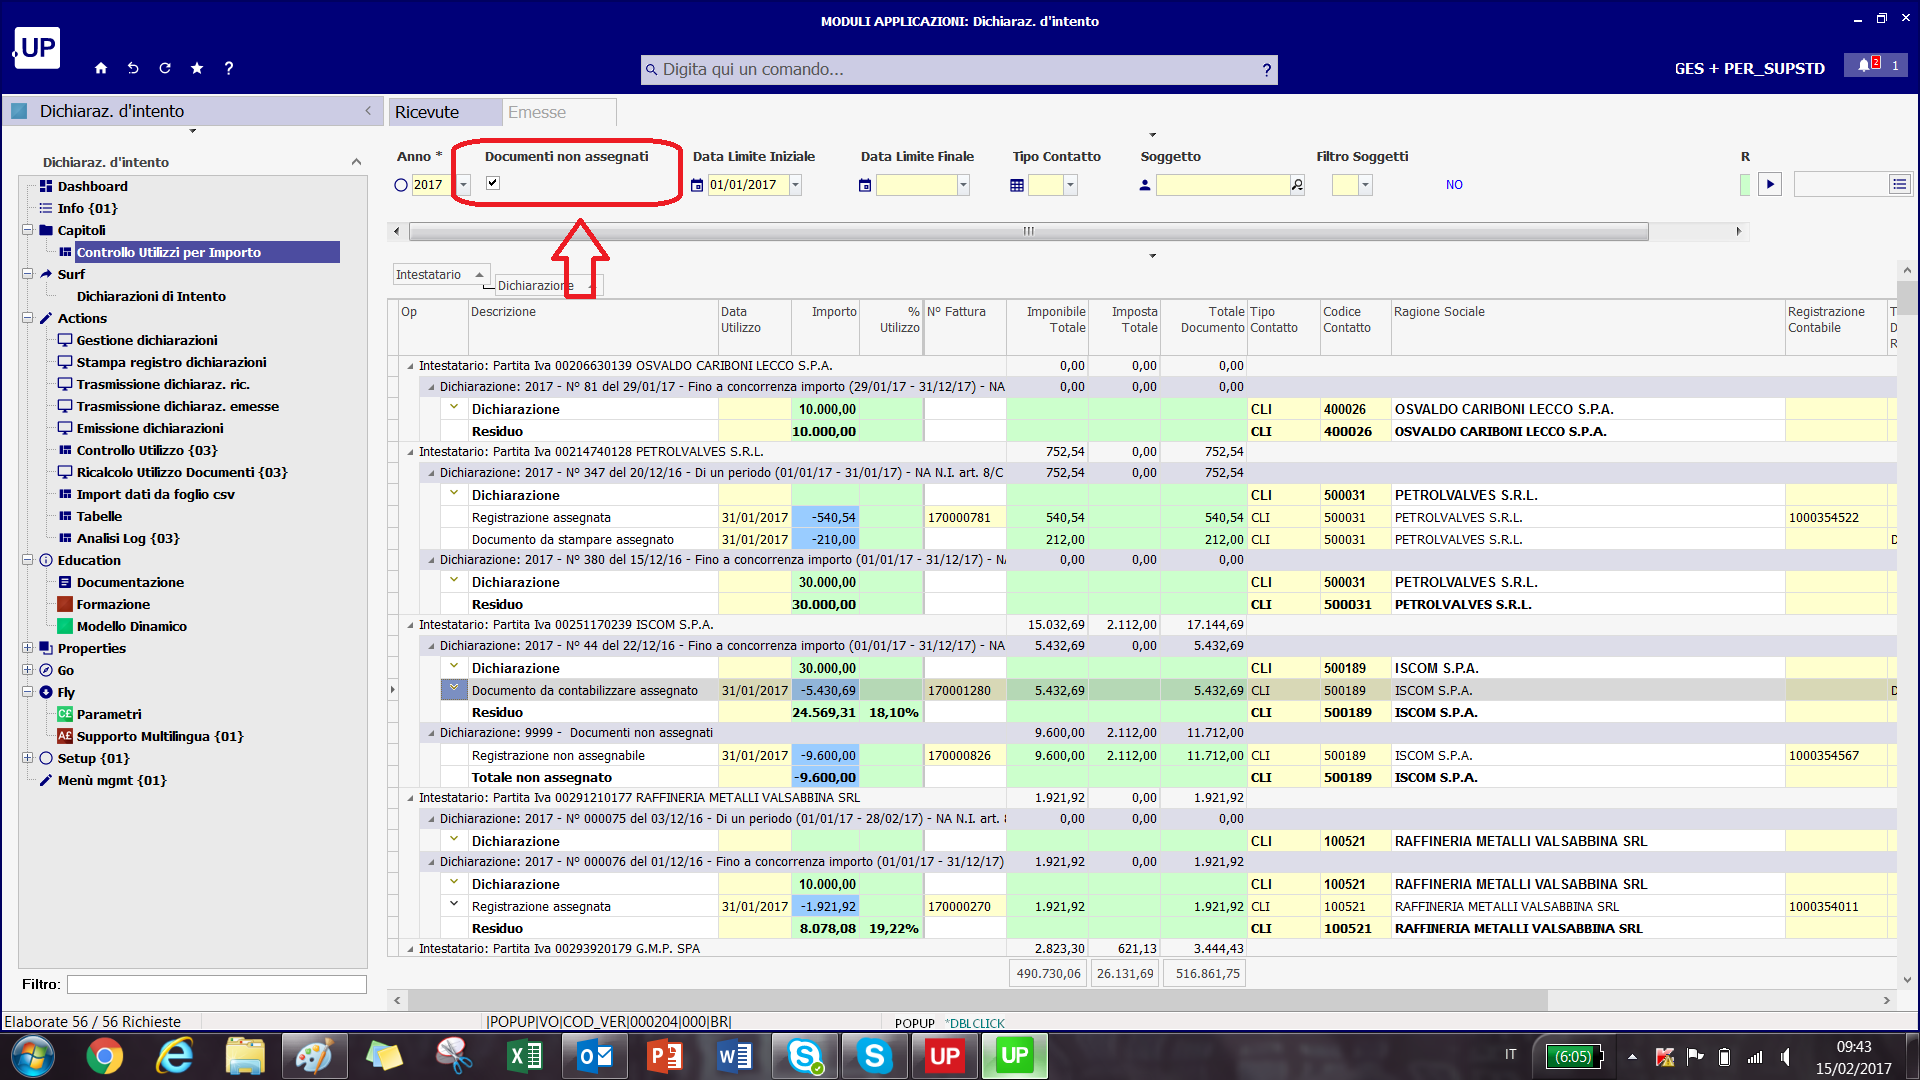 MODULI APPLICAZIONI: Dichiaraz. d'intento
.UP
Digita qui un comando...
?
GES + PER_SUPSTD
2
1
Dichiaraz. d'intento
Dichiaraz. d'intento
Dashboard
Info {01}
Capitoli
Controllo Utilizzi per Importo
Surf
Dichiarazioni di Intento
Actions
Gestione dichiarazioni
Stampa registro dichiarazioni
Trasmissione dichiaraz. ric.
Trasmissione dichiaraz. emesse
Emissione dichiarazioni
Controllo Utilizzo {03}
Ricalcolo Utilizzo Documenti {03}
Import dati da foglio csv
Tabelle
Analisi Log {03}
Education
Documentazione
Formazione
Modello Dinamico
Properties
Go
Fly
Parametri
Supporto Multilingua {01}
Setup {01}
Menù mgmt {01}
Filtro:
Ricevute Emesse
Anno * Documenti non assegnati Data Limite Iniziale Data Limite Finale Tipo Contatto Soggetto Filtro Soggetti R
2017 01/01/2017 NO
Intestatario
Dichiarazione
Op Descrizione Data Utilizzo Importo % Utilizzo N° Fattura Imponibile Totale Imposta Totale Totale Documento Tipo Contatto Codice Contatto Ragione Sociale Registrazione Contabile T D R
Intestatario: Partita Iva 00206630139 OSVALDO CARIBONI LECCO S.P.A. 0,00 0,00 0,00
Dichiarazione: 2017 - N° 81 del 29/01/17 - Fino a concorrenza importo (29/01/17 - 31/12/17) - NA 0,00 0,00 0,00
Dichiarazione 10.000,00 CLI 400026 OSVALDO CARIBONI LECCO S.P.A.
Residuo 10.000,00 CLI 400026 OSVALDO CARIBONI LECCO S.P.A.
Intestatario: Partita Iva 00214740128 PETROLVALVES S.R.L. 752,54 0,00 752,54
Dichiarazione: 2017 - N° 347 del 20/12/16 - Di un periodo (01/01/17 - 31/01/17) - NA N.I. art. 8/C 752,54 0,00 752,54
Dichiarazione CLI 500031 PETROLVALVES S.R.L.
Registrazione assegnata 31/01/2017 -540,54 170000781 540,54 540,54 CLI 500031 PETROLVALVES S.R.L. 1000354522
Documento da stampare assegnato 31/01/2017 -210,00 212,00 212,00 CLI 500031 PETROLVALVES S.R.L. D
Dichiarazione: 2017 - N° 380 del 15/12/16 - Fino a concorrenza importo (01/01/17 - 31/12/17) - N 0,00 0,00 0,00
Dichiarazione 30.000,00 CLI 500031 PETROLVALVES S.R.L.
Residuo 30.000,00 CLI 500031 PETROLVALVES S.R.L.
Intestatario: Partita Iva 00251170239 ISCOM S.P.A. 15.032,69 2.112,00 17.144,69
Dichiarazione: 2017 - N° 44 del 22/12/16 - Fino a concorrenza importo (01/01/17 - 31/12/17) - NA 5.432,69 0,00 5.432,69
Dichiarazione 30.000,00 CLI 500189 ISCOM S.P.A.
Documento da contabilizzare assegnato 31/01/2017 -5.430,69 170001280 5.432,69 5.432,69 CLI 500189 ISCOM S.P.A. D
Residuo 24.569,31 18,10% CLI 500189 ISCOM S.P.A.
Dichiarazione: 9999 - Documenti non assegnati 9.600,00 2.112,00 11.712,00
Registrazione non assegnabile 31/01/2017 -9.600,00 170000826 9.600,00 2.112,00 11.712,00 CLI 500189 ISCOM S.P.A. 1000354567
Totale non assegnato -9.600,00 CLI 500189 ISCOM S.P.A.
Intestatario: Partita Iva 00291210177 RAFFINERIA METALLI VALSABBINA SRL 1.921,92 0,00 1.921,92
Dichiarazione: 2017 - N° 000075 del 03/12/16 - Di un periodo (01/01/17 - 28/02/17) - NA N.I. art. 8 0,00 0,00 0,00
Dichiarazione CLI 100521 RAFFINERIA METALLI VALSABBINA SRL
Dichiarazione: 2017 - N° 000076 del 01/12/16 - Fino a concorrenza importo (01/01/17 - 31/12/17) 1.921,92 0,00 1.921,92
Dichiarazione 10.000,00 CLI 100521 RAFFINERIA METALLI VALSABBINA SRL
Registrazione assegnata 31/01/2017 -1.921,92 170000270 1.921,92 1.921,92 CLI 100521 RAFFINERIA METALLI VALSABBINA SRL 1000354011
Residuo 8.078,08 19,22% CLI 100521 RAFFINERIA METALLI VALSABBINA SRL
Intestatario: Partita Iva 00293920179 G.M.P. SPA 2.823,30 621,13 3.444,43
490.730,06 26.131,69 516.861,75
Elaborate 56 / 56 Richieste |POPUP|VO|COD_VER|000204|000|BR| POPUP *DBLCLICK
UP UP
IT
(6:05)
09:43
15/02/2017